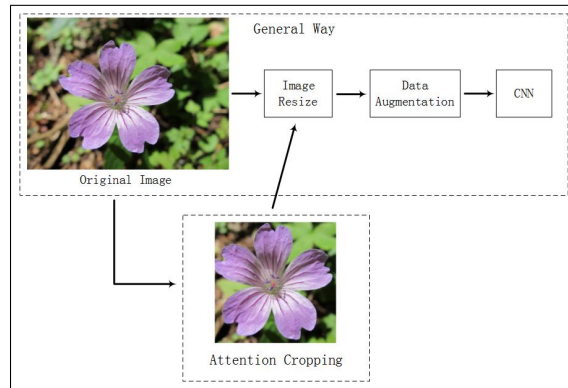 General Way
Image
Resize
Data
Augmentation
CNN
Original Image
Attention Cropping